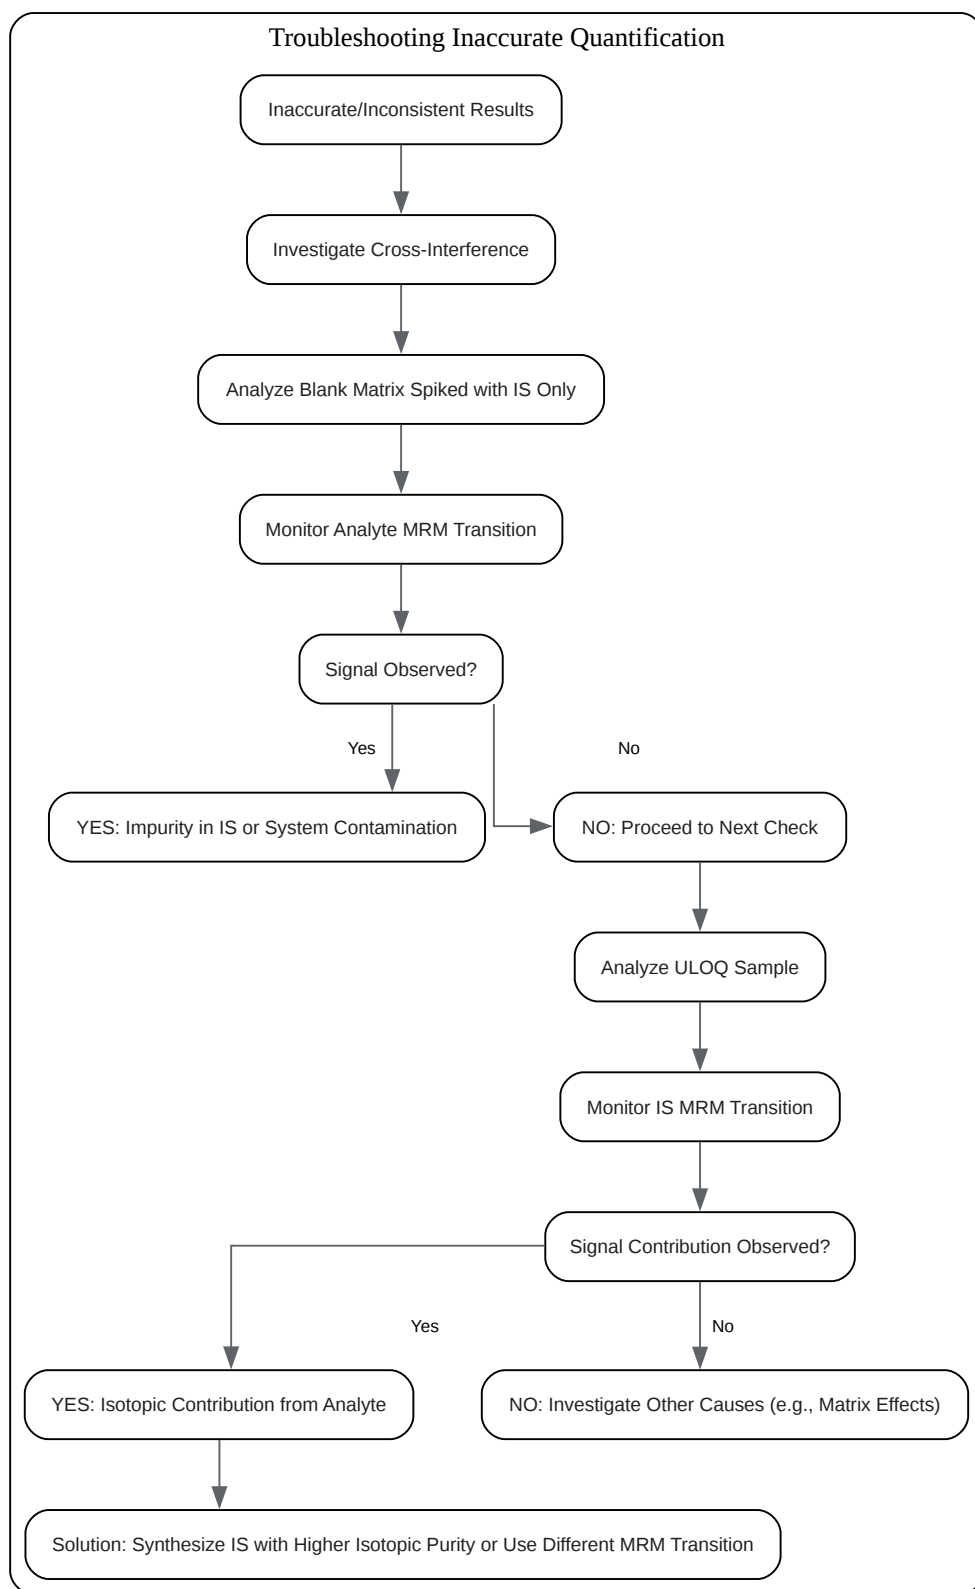 Troubleshooting Inaccurate Quantification
Inaccurate/Inconsistent Results
Investigate Cross-Interference
Analyze Blank Matrix Spiked with IS Only
Monitor Analyte MRM Transition
Signal Observed?
Yes
No
YES: Impurity in IS or System Contamination
NO: Proceed to Next Check
Analyze ULOQ Sample
Monitor IS MRM Transition
Signal Contribution Observed?
Yes
No
YES: Isotopic Contribution from Analyte
NO: Investigate Other Causes (e.g., Matrix Effects)
Solution: Synthesize IS with Higher Isotopic Purity or Use Different MRM Transition